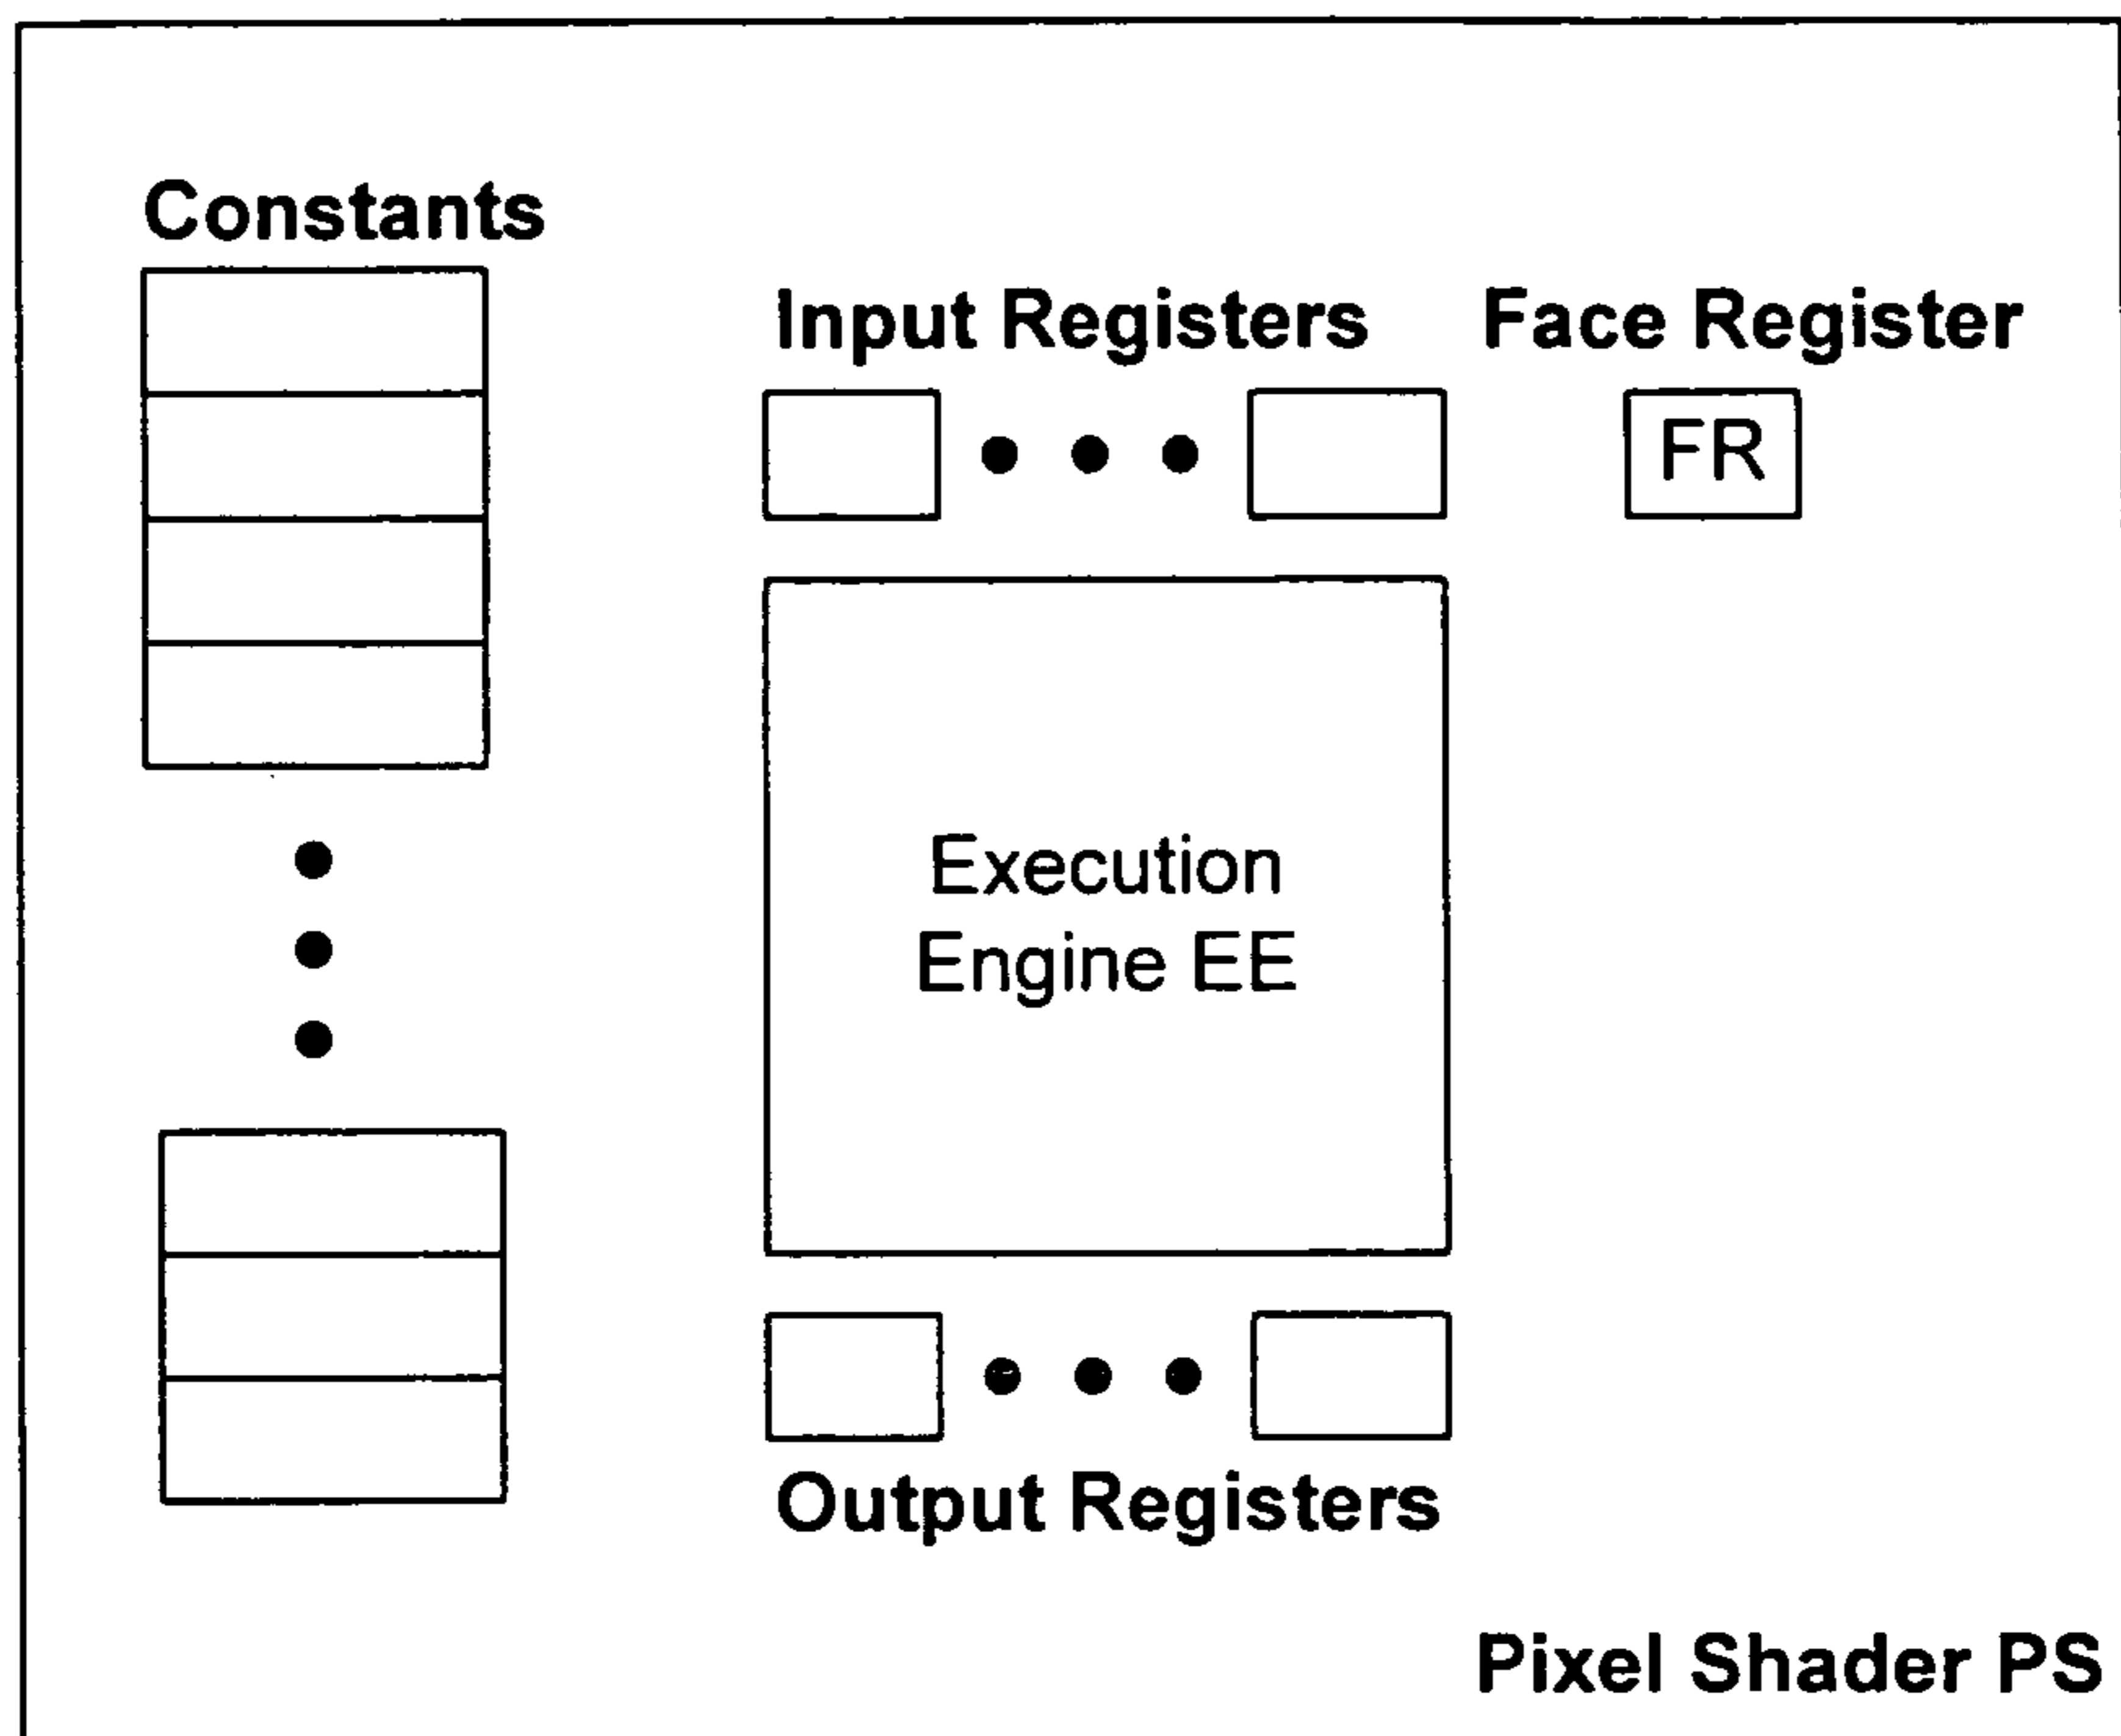 Constants
Input Registers
Face Register
FR
Execution
Engine EE
Output Registers
Pixel Shader PS